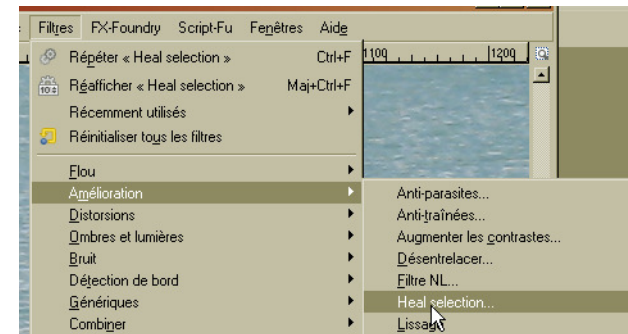 Filtres FX-Foundry Script-Fu Fenêtres Aide
Répéter « Heal selection » Ctrl+F
1100 1200
Réafficher « Heal selection » Maj+Ctrl+F
Récemment utilisés
Réinitialiser tous les filtres
Flou
Amélioration
Distorsions
Ombres et lumières
Bruit
Détection de bord
Génériques
Combiner
Anti-parasites...
Anti-traînées...
Augmenter les contrastes...
Désentrelacer...
Filtre NL...
Heal selection...
Lissage